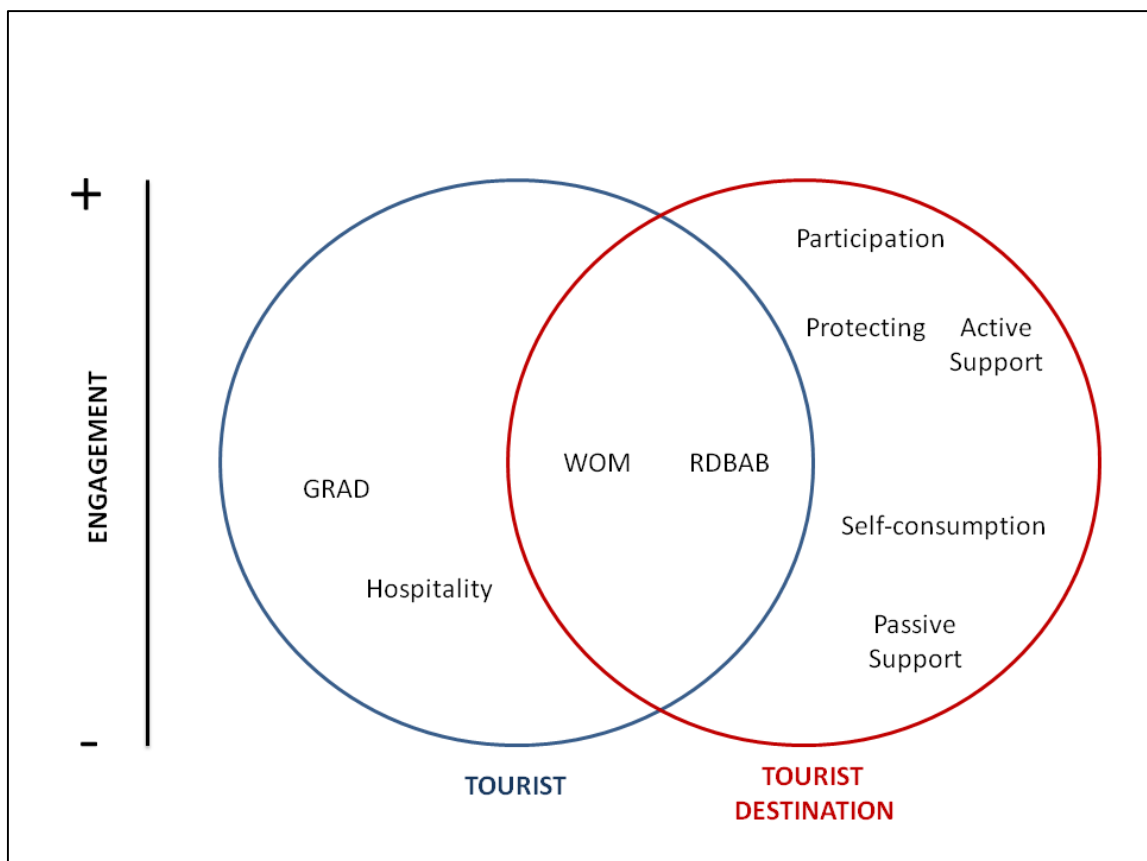 +
Participation
Protecting
Active
Support
ENGAGEMENT
WOM
RDBAB
GRAD
Self-consumption
Hospitality
Passive
Support
-
TOURIST
TOURIST
DESTINATION